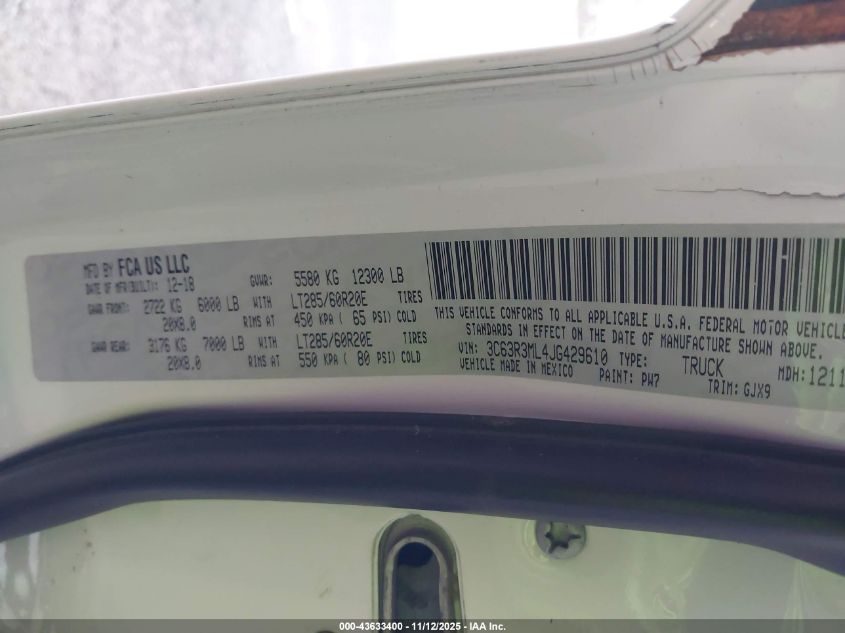 MFD BY FCA US LLC
DATE OF MFR(BUILT): 12-18 GVWR: 5580 KG 12300 LB
GAWR FRONT: 2722 KG 6000 LB WITH LT285/60R20E TIRES
20X8.0 RIMS AT 450 KPA ( 65 PSI) COLD
GAWR REAR: 3176 KG 7000 LB WITH LT285/60R20E TIRES
20X8.0 RIMS AT 550 KPA ( 80 PSI) COLD
THIS VEHICLE CONFORMS TO ALL APPLICABLE U.S.A. FEDERAL MOTOR VEHICLE
STANDARDS IN EFFECT ON THE DATE OF MANUFACTURE SHOWN ABOVE.
VIN: 3C63R3ML4JG429610 TYPE: TRUCK MDH: 1211
VEHICLE MADE IN MEXICO PAINT: PW7 TRIM: GJX9
000-43633400 - 11/12/2025 - IAA Inc.